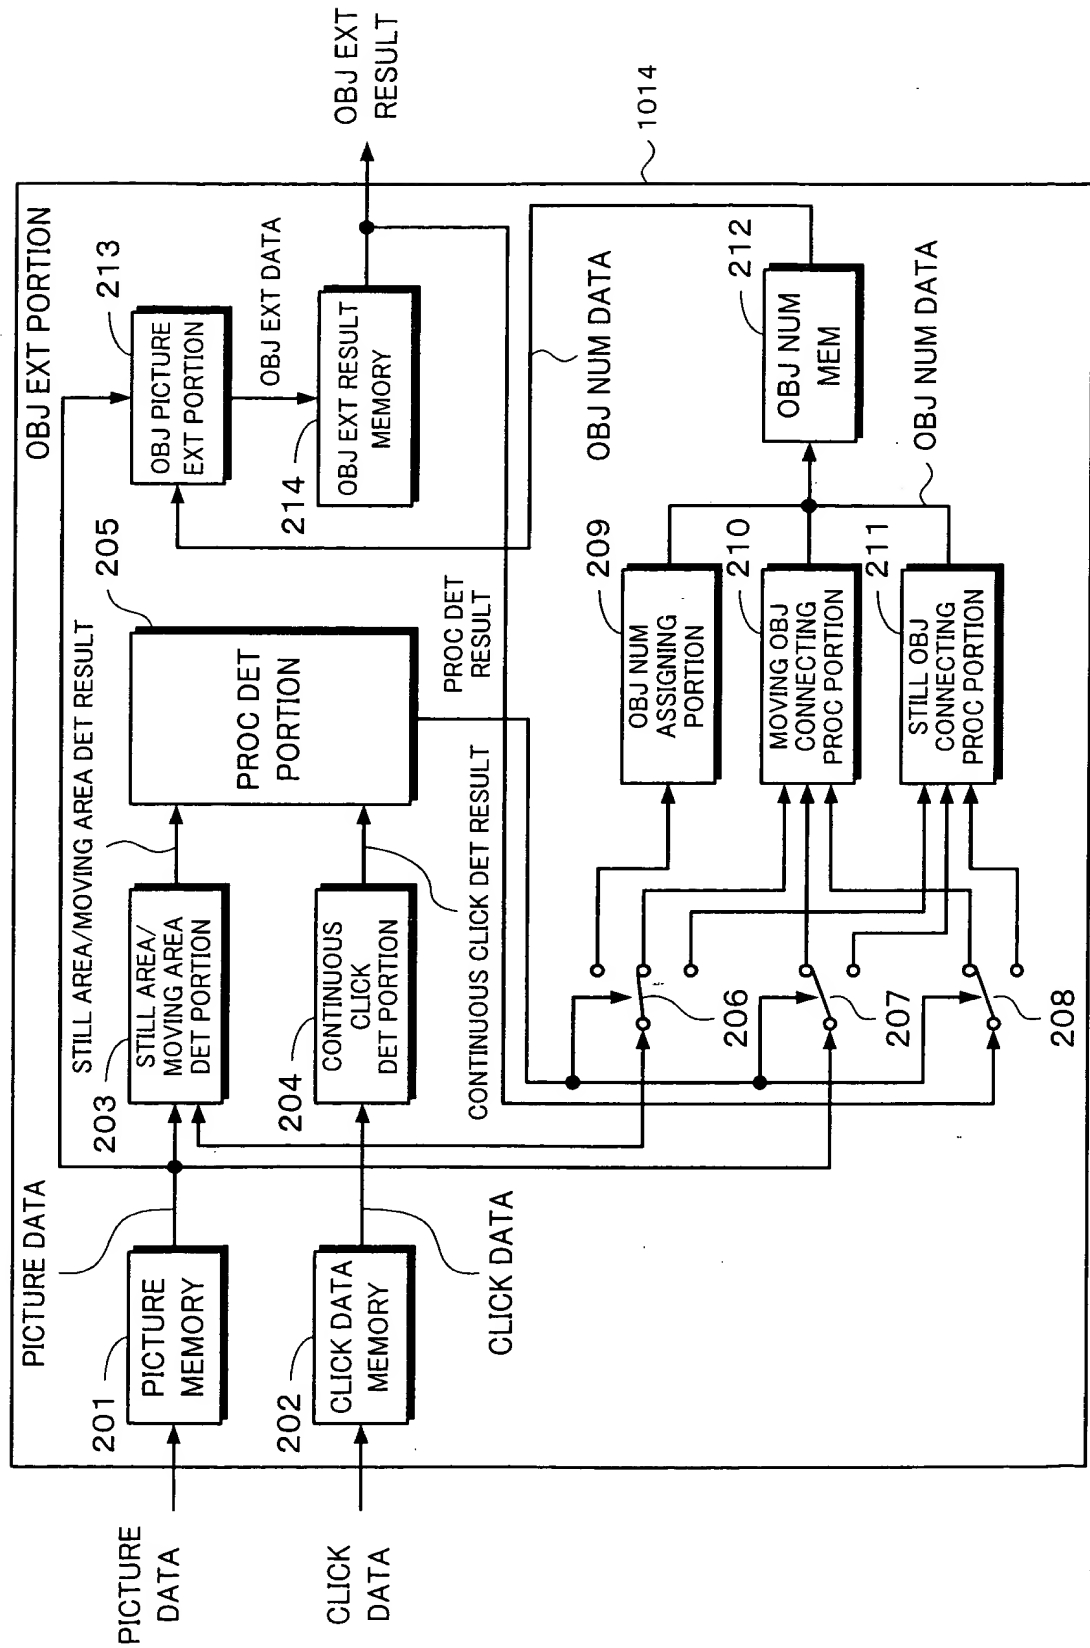 OBJ EXT PORTION
1014
PICTURE
DATA
CLICK
DATA
PICTURE DATA
201
PICTURE
MEMORY
202
CLICK DATA
MEMORY
CLICK DATA
STILL AREA/MOVING AREA DET RESULT
203
STILL AREA/
MOVING AREA
DET PORTION
204
CONTINUOUS
CLICK
DET PORTION
CONTINUOUS CLICK DET RESULT
205
PROC DET
PORTION
PROC DET
RESULT
213
OBJ PICTURE
EXT PORTION
OBJ EXT DATA
214
OBJ EXT RESULT
MEMORY
OBJ EXT
RESULT
206
207
208
209
OBJ NUM
ASSIGNING
PORTION
210
MOVING OBJ
CONNECTING
PROC PORTION
211
STILL OBJ
CONNECTING
PROC PORTION
OBJ NUM DATA
212
OBJ NUM
MEM
OBJ NUM DATA